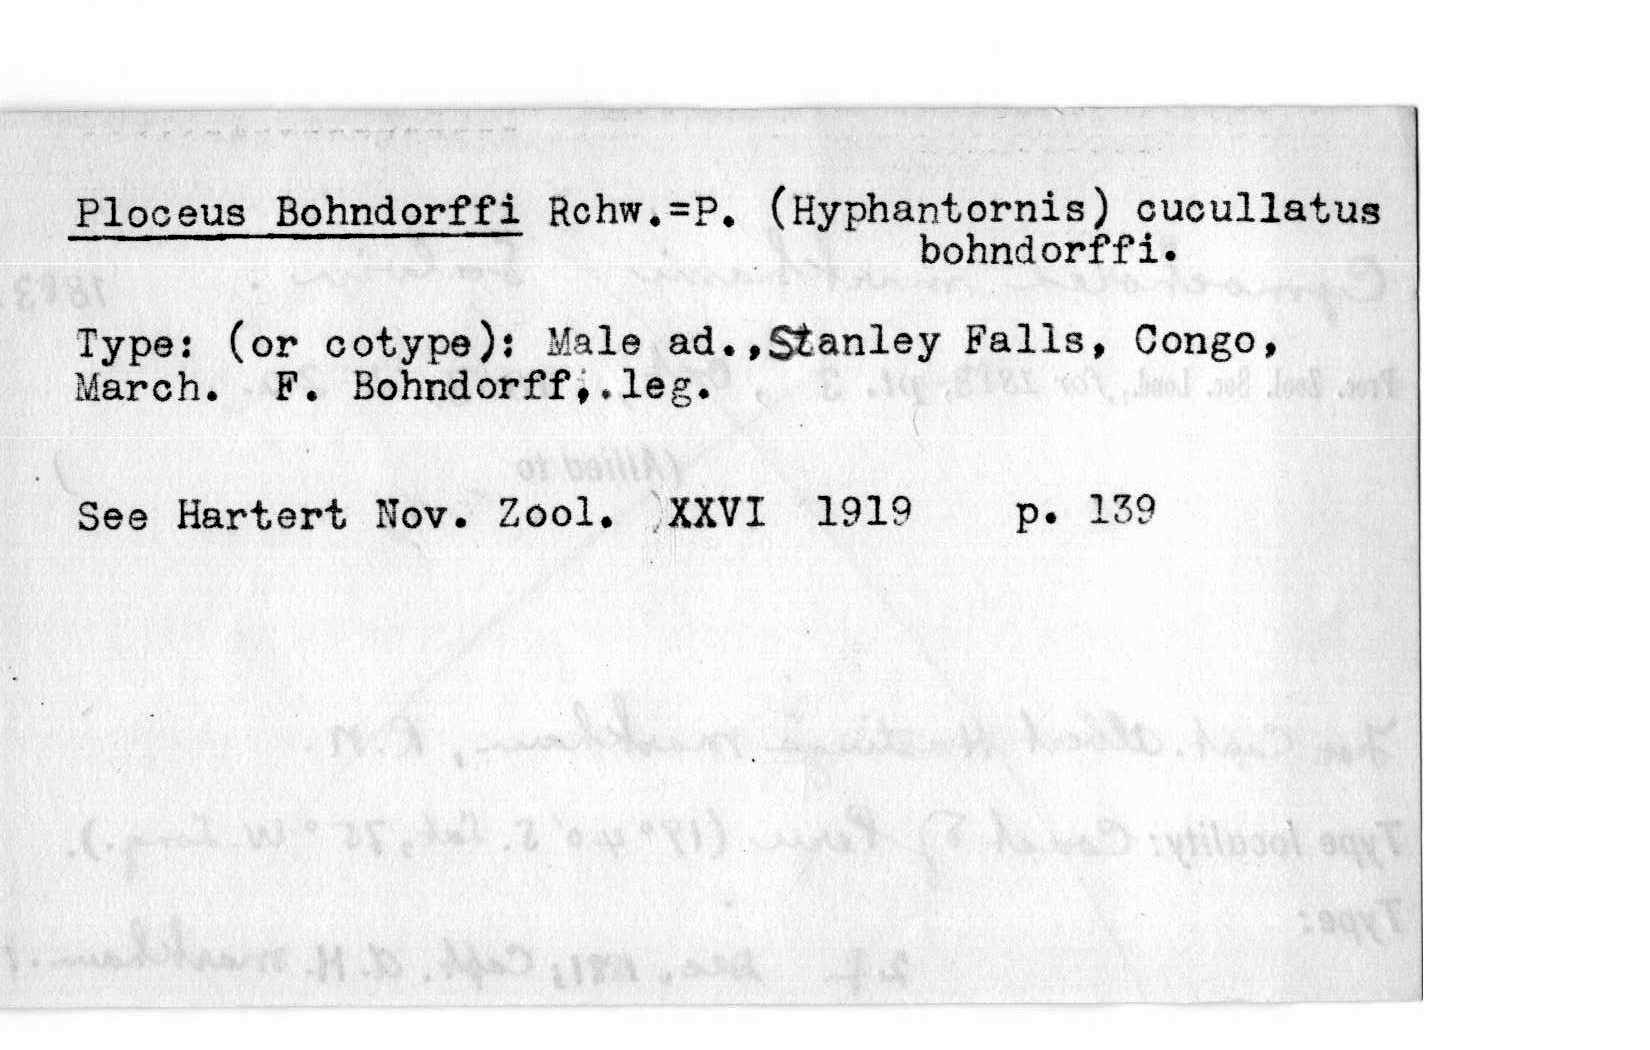 Ploceus Bohndorffi Rchw.=P. (Hyphantornis) cucullatus
bohndorffi.
Type: (or cotype): Male ad.,Stanley Falls, Congo,
March. F. Bohndorff,.leg.
See Hartert Nov. Zool. XXVI 1919 p. 139